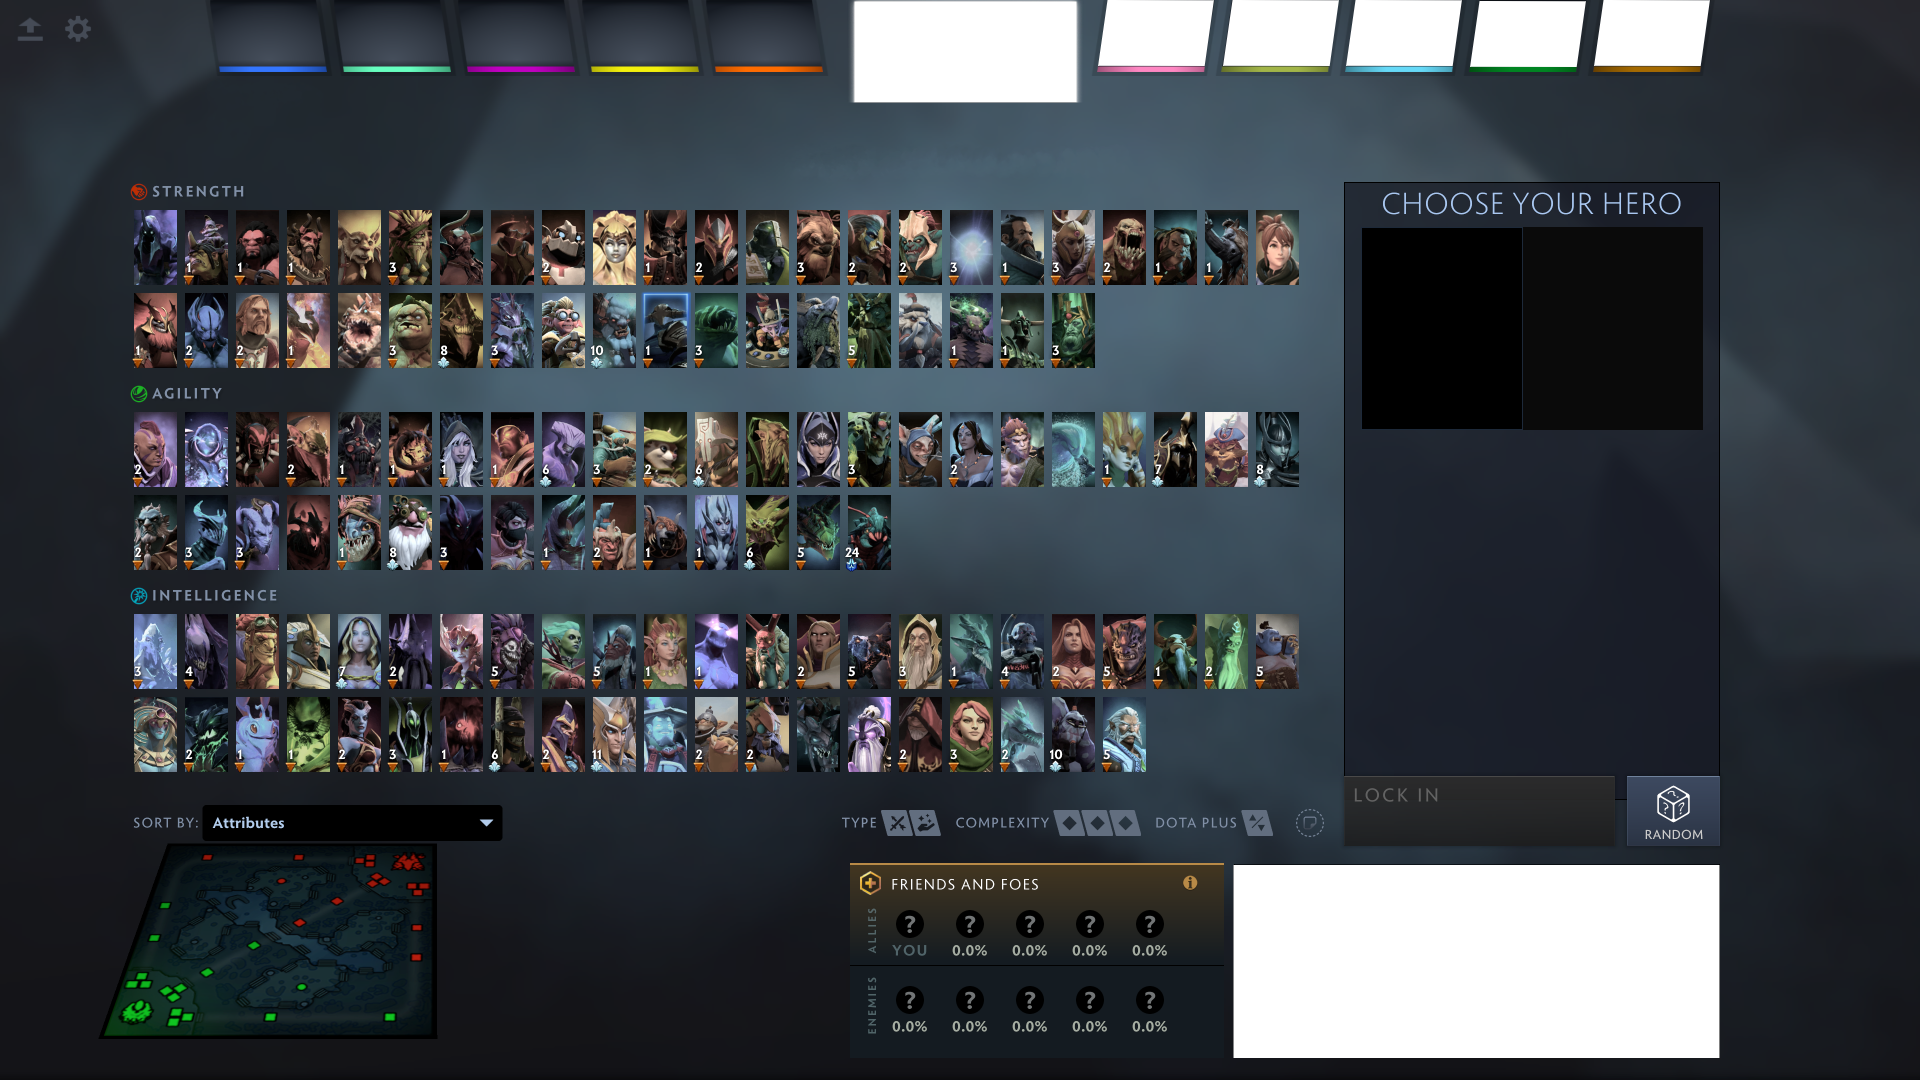 STRENGTH
1 1 1 3 2 1 2 3 2 2 3 1 3 2 1 1
1 2 2 1 3 8 3 10 1 3 5 1 1 3
AGILITY
2 2 1 1 1 1 6 3 2 6 3 2 1 7 8
2 3 3 1 8 3 1 2 1 1 6 5 24
INTELLIGENCE
3 4 7 2 5 5 1 1 2 5 3 1 4 2 5 1 2 5
2 1 1 2 3 1 6 2 11 2 2 2 3 2 10 5
CHOOSE YOUR HERO
LOCK IN
RANDOM
SORT BY: Attributes
TYPE COMPLEXITY DOTA PLUS
FRIENDS AND FOES
ALLIES
? ? ? ? ?
YOU 0.0% 0.0% 0.0% 0.0%
ENEMIES
? ? ? ? ?
0.0% 0.0% 0.0% 0.0% 0.0%